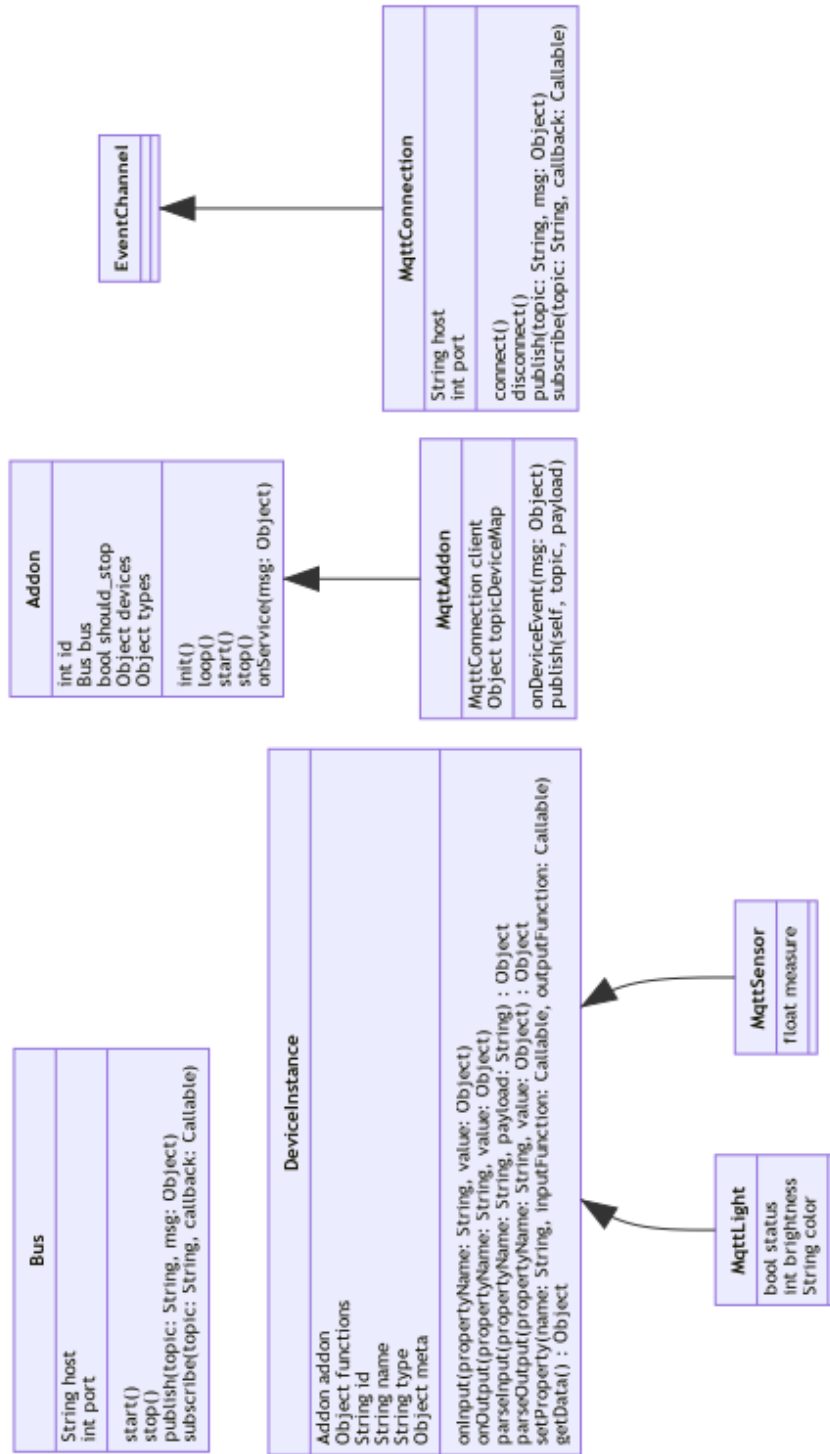 Bus
String host
int port
start()
stop()
publish(topic: String, msg: Object)
subscribe(topic: String, callback: Callable)
DeviceInstance
Addon addon
Object functions
String id
String name
String type
Object meta
onInput(propertyName: String, value: Object)
onOutput(propertyName: String, value: Object)
parseInput(propertyName: String, payload: String) : Object
parseOutput(propertyName: String, value: Object) : Object
setProperty(name: String, inputFunction: Callable, outputFunction: Callable)
getData() : Object
MqttLight
bool status
int brightness
String color
MqttSensor
float measure
Addon
int id
Bus bus
bool should_stop
Object devices
Object types
init()
loop()
start()
stop()
onService(msg: Object)
MqttAddon
MqttConnection client
Object topicDeviceMap
onDeviceEvent(msg: Object)
publish(self, topic, payload)
EventChannel
MqttConnection
String host
int port
connect()
disconnect()
publish(topic: String, msg: Object)
subscribe(topic: String, callback: Callable)